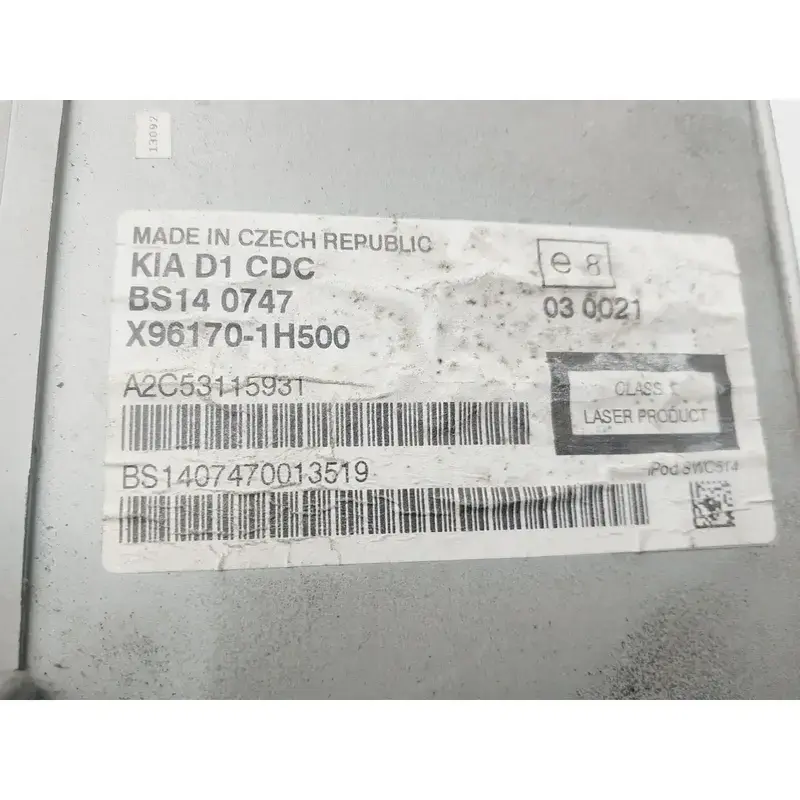 13092
MADE IN CZECH REPUBLIC
KIA D1 CDC
BS14 0747
X96170-1H500
e 8
03 0021
A2C53115931
CLASS 1
LASER PRODUCT
BS1407470013519
iPod SWC514